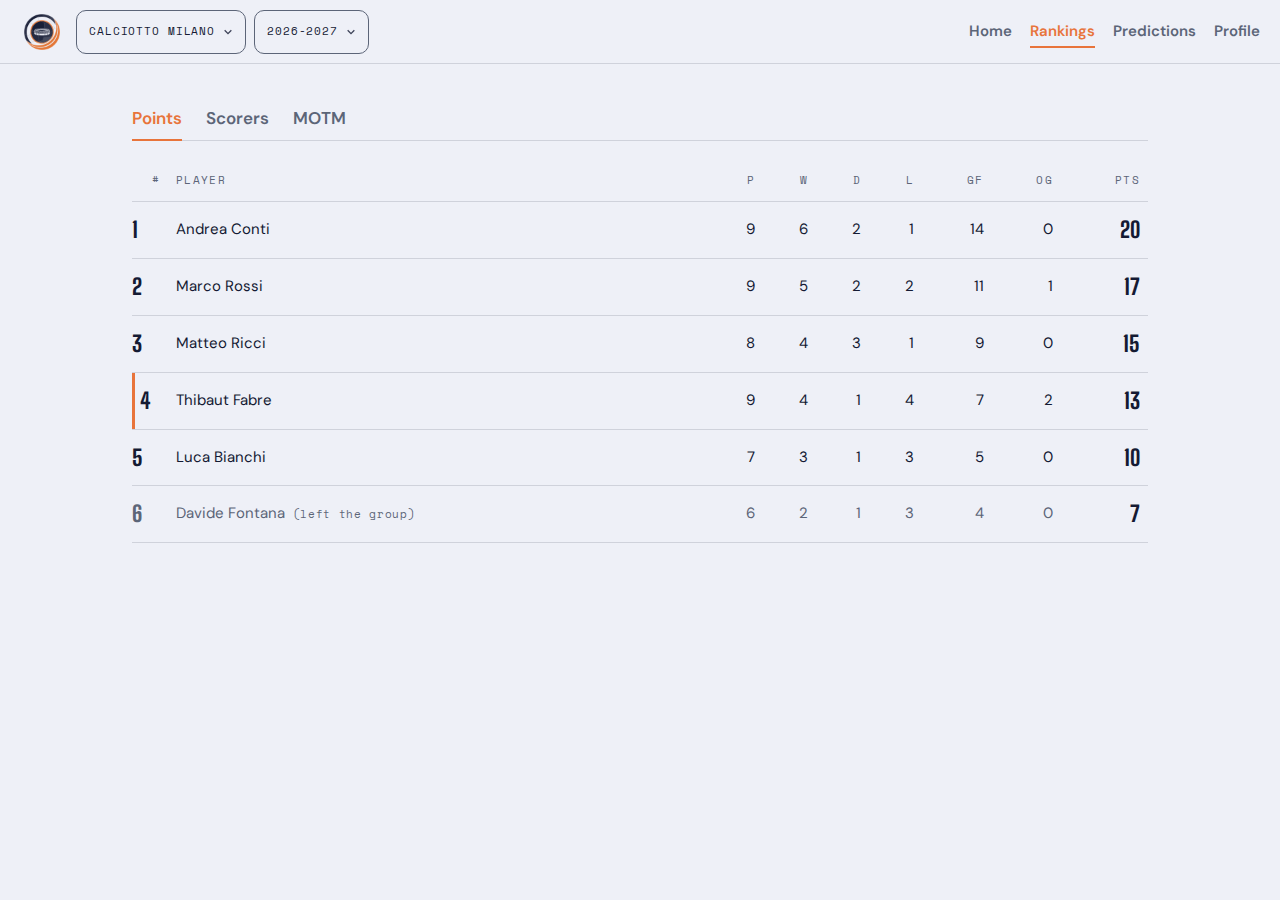 CALCIOTTO MILANO 2026-2027 Home Rankings Predictions Profile
Points Scorers MOTM
# PLAYER P W D L GF OG PTS
1 Andrea Conti 9 6 2 1 14 0 20
2 Marco Rossi 9 5 2 2 11 1 17
3 Matteo Ricci 8 4 3 1 9 0 15
4 Thibaut Fabre 9 4 1 4 7 2 13
5 Luca Bianchi 7 3 1 3 5 0 10
6 Davide Fontana (left the group) 6 2 1 3 4 0 7